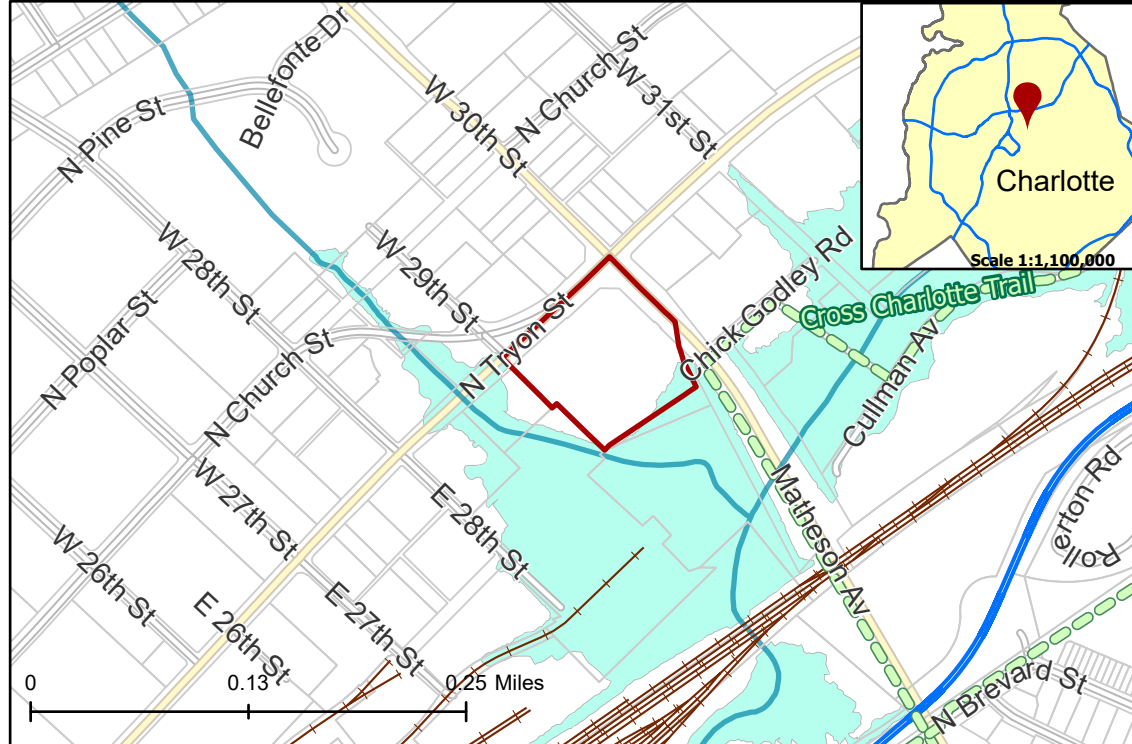 Bellefonte Dr
N Church St
W 30th St
W 31st St
N Pine St
Charlotte
Scale 1:1,100,000
W 29th St
W 28th St
Chick Godley Rd
Cross Charlotte Trail
N Tryon St
N Poplar St
N Church St
Cullman Av
W 27th St
E 28th St
Matheson Av
Rollerton Rd
W 26th St
E 27th St
E 26th St
N Brevard St
0
0.13
0.25 Miles